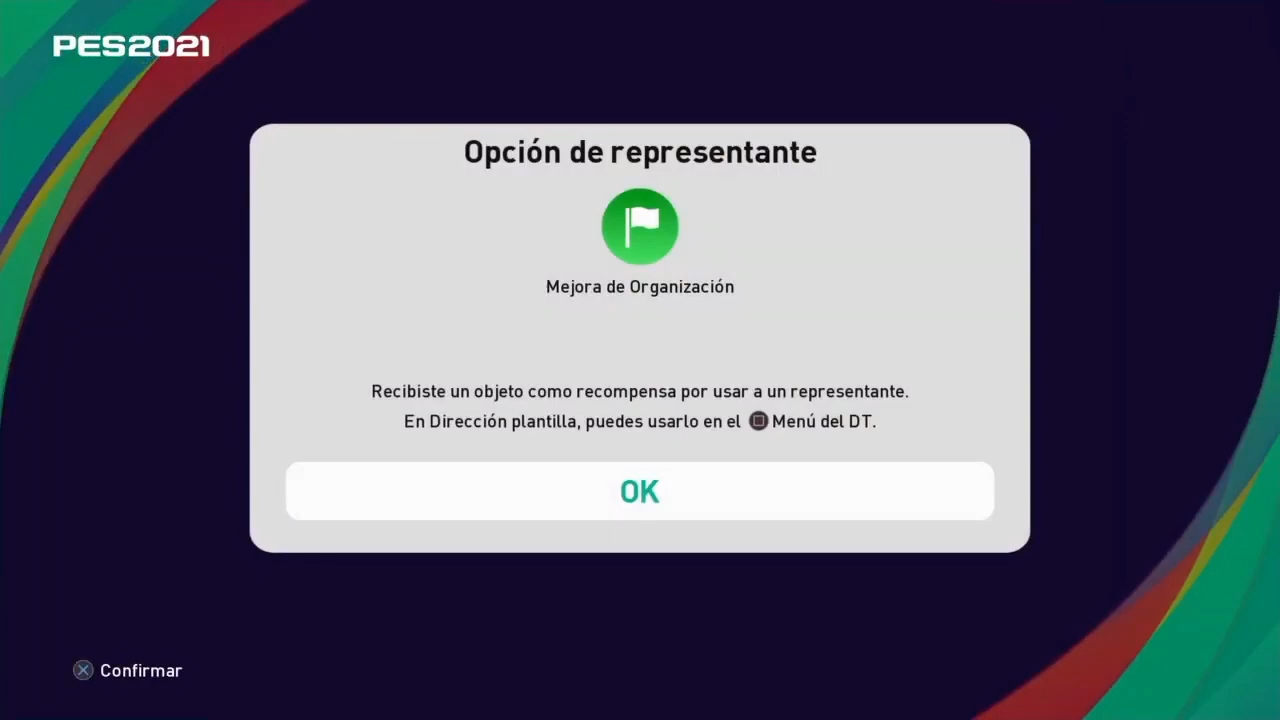 PES2021
Opción de representante
Mejora de Organización
Recibiste un objeto como recompensa por usar a un representante.
En Dirección plantilla, puedes usarlo en el Menú del DT.
OK
Confirmar